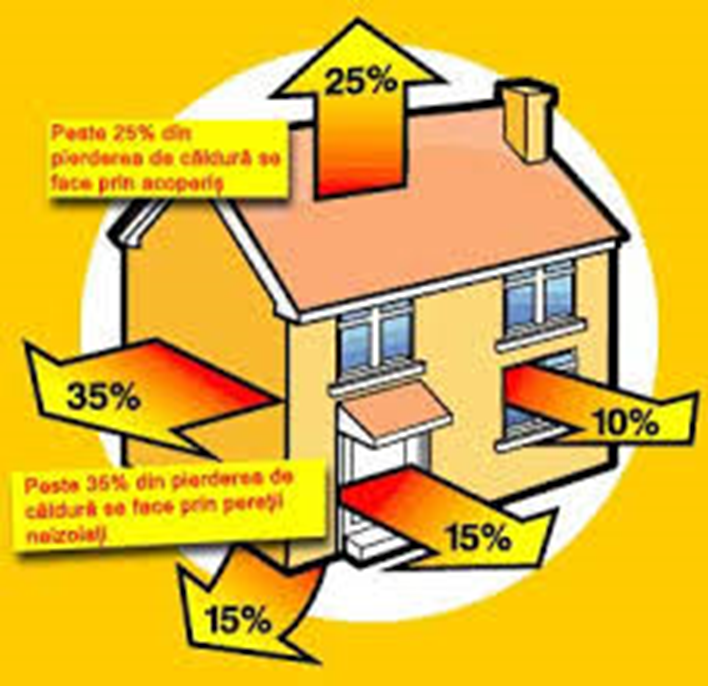 25%
Peste 25% din
pierderea de căldură se
face prin acoperiș
35%
10%
Peste 35% din pierderea de
căldură se face prin pereții
neizolați
15%
15%